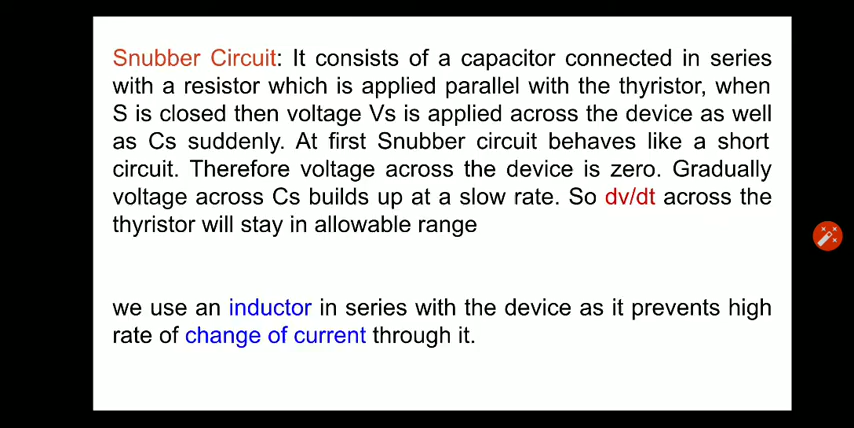 Snubber Circuit: It consists of a capacitor connected in series
with a resistor which is applied parallel with the thyristor, when
S is closed then voltage Vs is applied across the device as well
as Cs suddenly. At first Snubber circuit behaves like a short
circuit. Therefore voltage across the device is zero. Gradually
voltage across Cs builds up at a slow rate. So dv/dt across the
thyristor will stay in allowable range
we use an inductor in series with the device as it prevents high
rate of change of current through it.